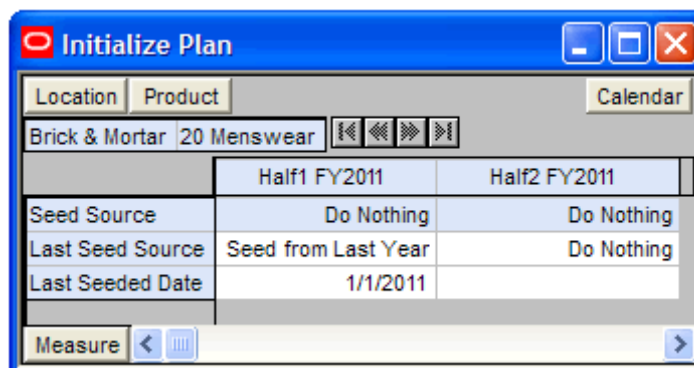 Initialize Plan
Location Product Calendar
Brick & Mortar 20 Menswear
Half1 FY2011 Half2 FY2011
Seed Source Do Nothing Do Nothing
Last Seed Source Seed from Last Year Do Nothing
Last Seeded Date 1/1/2011
Measure